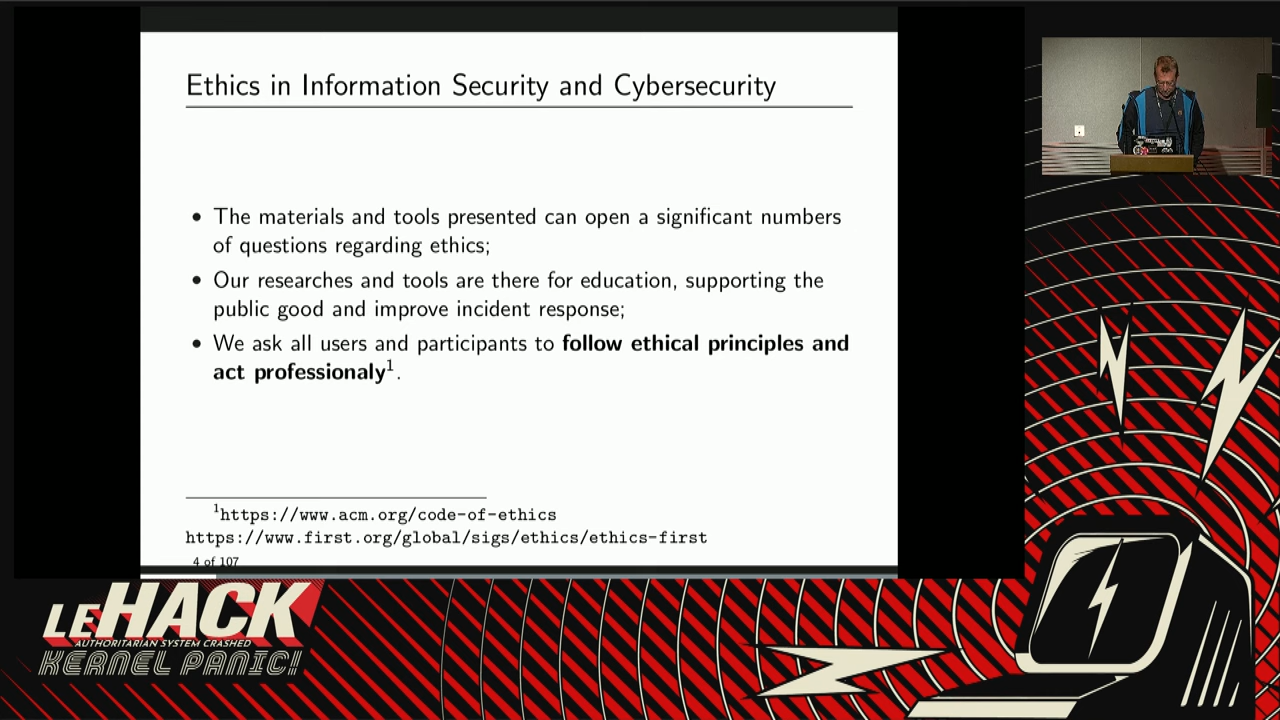 Ethics in Information Security and Cybersecurity
• The materials and tools presented can open a significant numbers
of questions regarding ethics;
• Our researches and tools are there for education, supporting the
public good and improve incident response;
• We ask all users and participants to follow ethical principles and
act professionaly1.
1https://www.acm.org/code-of-ethics
https://www.first.org/global/sigs/ethics/ethics-first
4 of 107
LEHACK
AUTHORITARIAN SYSTEM CRASHED
KERNEL PANIC!